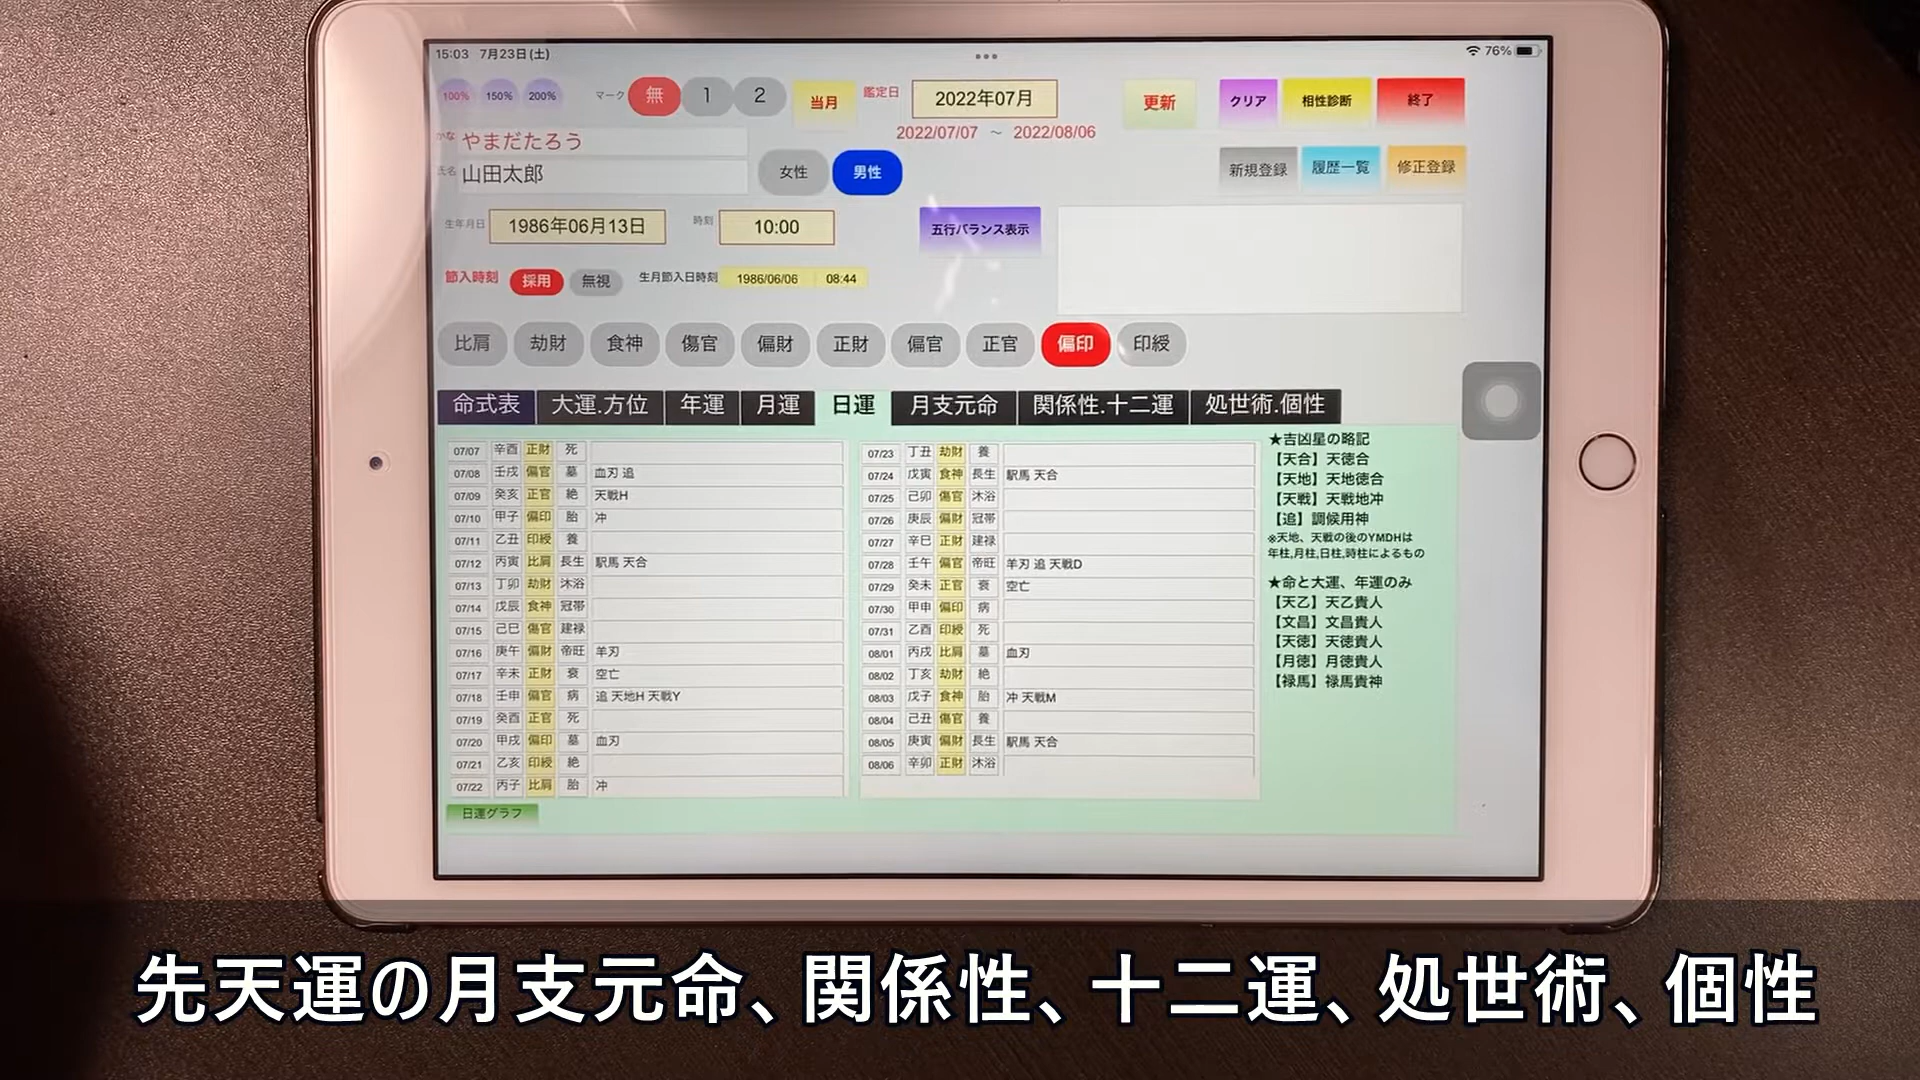 15:03 7月23日(土)
76%
100% 150% 200%
マーク 無 1 2
当月
鑑定日 2022年07月
更新
クリア 相性診断 終了
2022/07/07 ～ 2022/08/06
かな やまだたろう
氏名 山田太郎
女性 男性
新規登録 履歴一覧 修正登録
生年月日 1986年06月13日 時刻 10:00
五行バランス表示
節入時刻 採用 無視 生月節入日時刻 1986/06/06 08:44
比肩 劫財 食神 傷官 偏財 正財 偏官 正官 偏印 印綬
命式表 大運.方位 年運 月運 日運 月支元命 関係性.十二運 処世術.個性
07/07 辛酉 正財 死
07/08 壬戌 偏官 墓 血刃 追
07/09 癸亥 正官 絶 天戦H
07/10 甲子 偏印 胎 冲
07/11 乙丑 印綬 養
07/12 丙寅 比肩 長生 駅馬 天合
07/13 丁卯 劫財 沐浴
07/14 戊辰 食神 冠帯
07/15 己巳 傷官 建禄
07/16 庚午 偏財 帝旺 羊刃
07/17 辛未 正財 衰 空亡
07/18 壬申 偏官 病 追 天地H 天戦Y
07/19 癸酉 正官 死
07/20 甲戌 偏印 墓 血刃
07/21 乙亥 印綬 絶
07/22 丙子 比肩 胎 冲
07/23 丁丑 劫財 養
07/24 戊寅 食神 長生 駅馬 天合
07/25 己卯 傷官 沐浴
07/26 庚辰 偏財 冠帯
07/27 辛巳 正財 建禄
07/28 壬午 偏官 帝旺 羊刃 追 天戦D
07/29 癸未 正官 衰 空亡
07/30 甲申 偏印 病
07/31 乙酉 印綬 死
08/01 丙戌 比肩 墓 血刃
08/02 丁亥 劫財 絶
08/03 戊子 食神 胎 冲 天戦M
08/04 己丑 傷官 養
08/05 庚寅 偏財 長生 駅馬 天合
08/06 辛卯 正財 沐浴
★吉凶星の略記
【天合】天徳合
【天地】天地徳合
【天戦】天戦地冲
【追】調候用神
※天地、天戦の後のYMDHは
年柱,月柱,日柱,時柱によるもの
★命と大運、年運のみ
【天乙】天乙貴人
【文昌】文昌貴人
【天徳】天徳貴人
【月徳】月徳貴人
【禄馬】禄馬貴神
日運グラフ
先天運の月支元命、関係性、十二運、処世術、個性